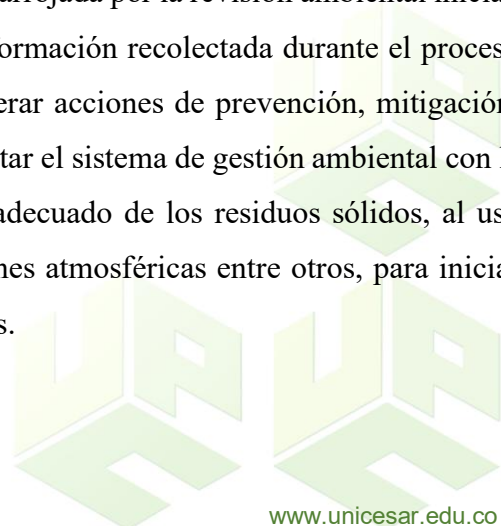 arrojada por la revisión ambiental inicia
formación recolectada durante el proces
erar acciones de prevención, mitigación
tar el sistema de gestión ambiental con l
adecuado de los residuos sólidos, al us
nes atmosféricas entre otros, para inicia
s.
www.unicesar.edu.co